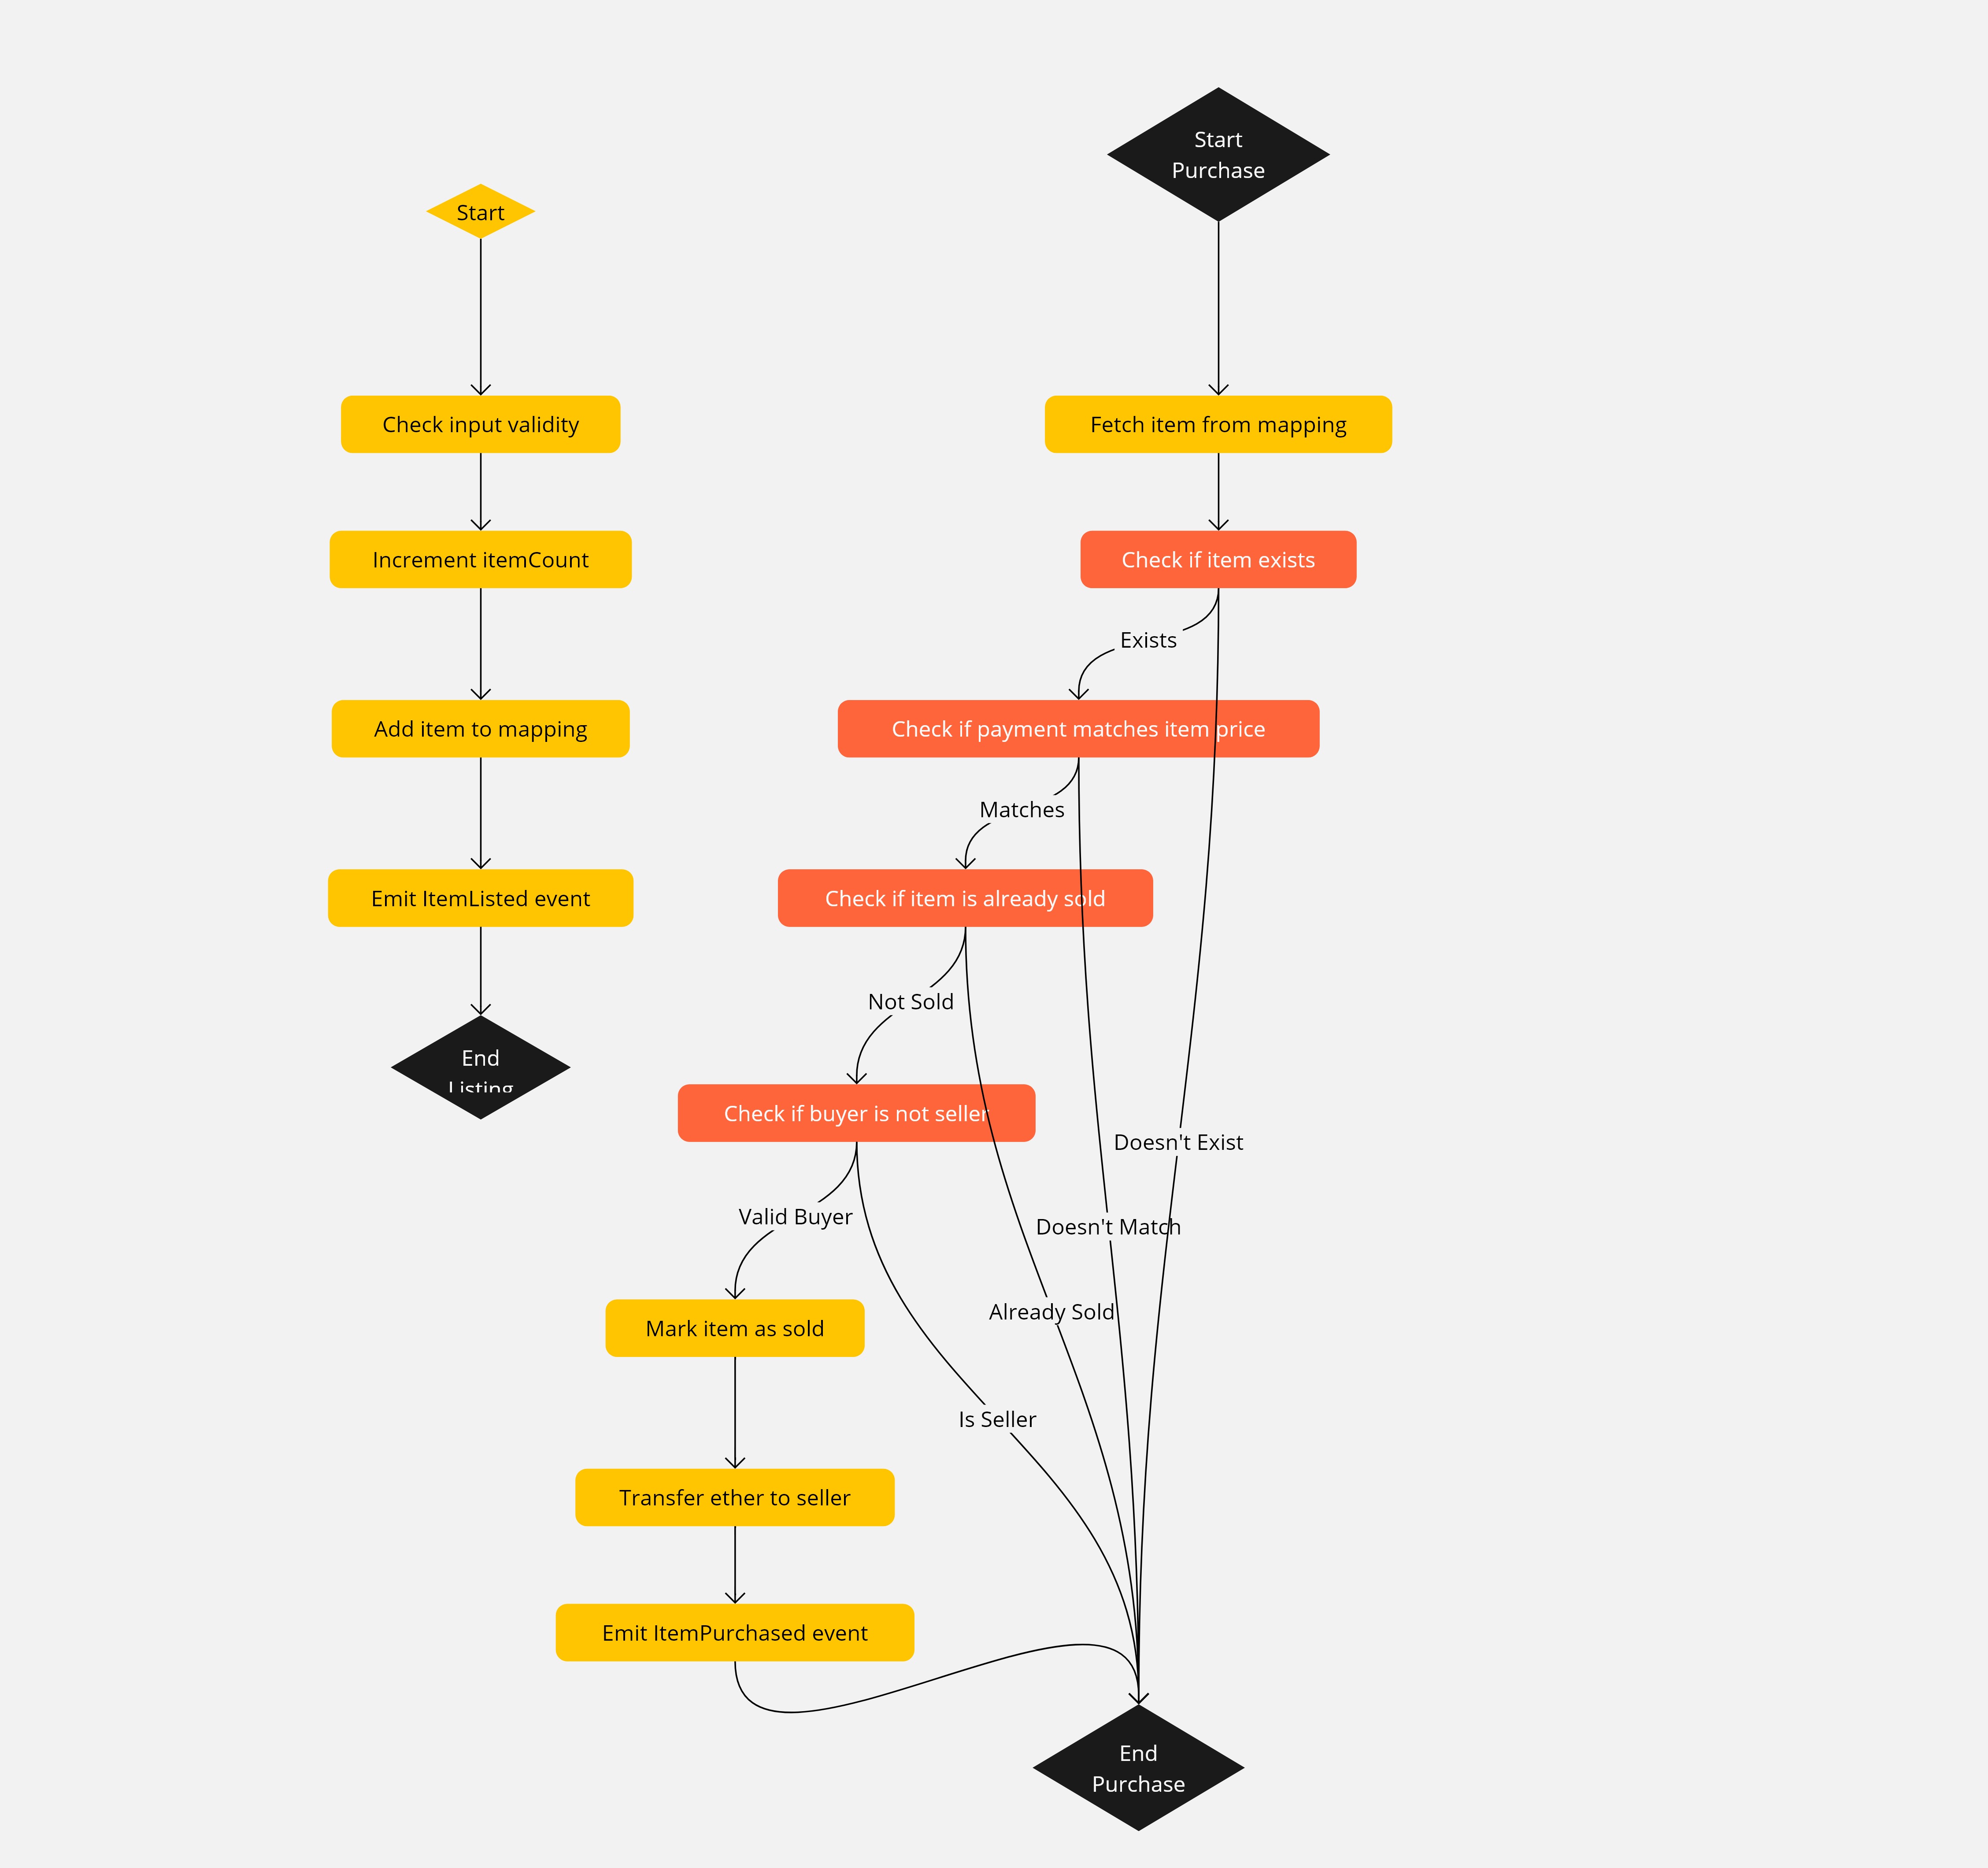 Start
Check input validity
Increment itemCount
Add item to mapping
Emit ItemListed event
End
Listing
Start
Purchase
Fetch item from mapping
Check if item exists
Exists
Check if payment matches item price
Matches
Check if item is already sold
Not Sold
Check if buyer is not seller
Doesn't Exist
Valid Buyer
Doesn't Match
Already Sold
Mark item as sold
Is Seller
Transfer ether to seller
Emit ItemPurchased event
End
Purchase